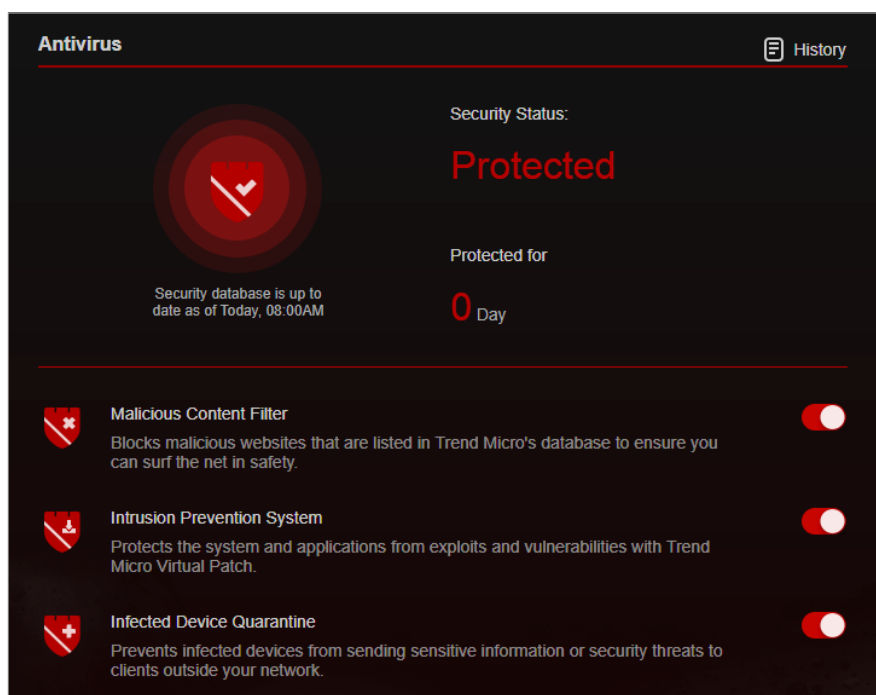 Antivirus
History
Security Status:
Protected
Security database is up to
date as of Today, 08:00AM
Protected for
0 Day
Malicious Content Filter
Blocks malicious websites that are listed in Trend Micro's database to ensure you
can surf the net in safety.
Intrusion Prevention System
Protects the system and applications from exploits and vulnerabilities with Trend
Micro Virtual Patch.
Infected Device Quarantine
Prevents infected devices from sending sensitive information or security threats to
clients outside your network.